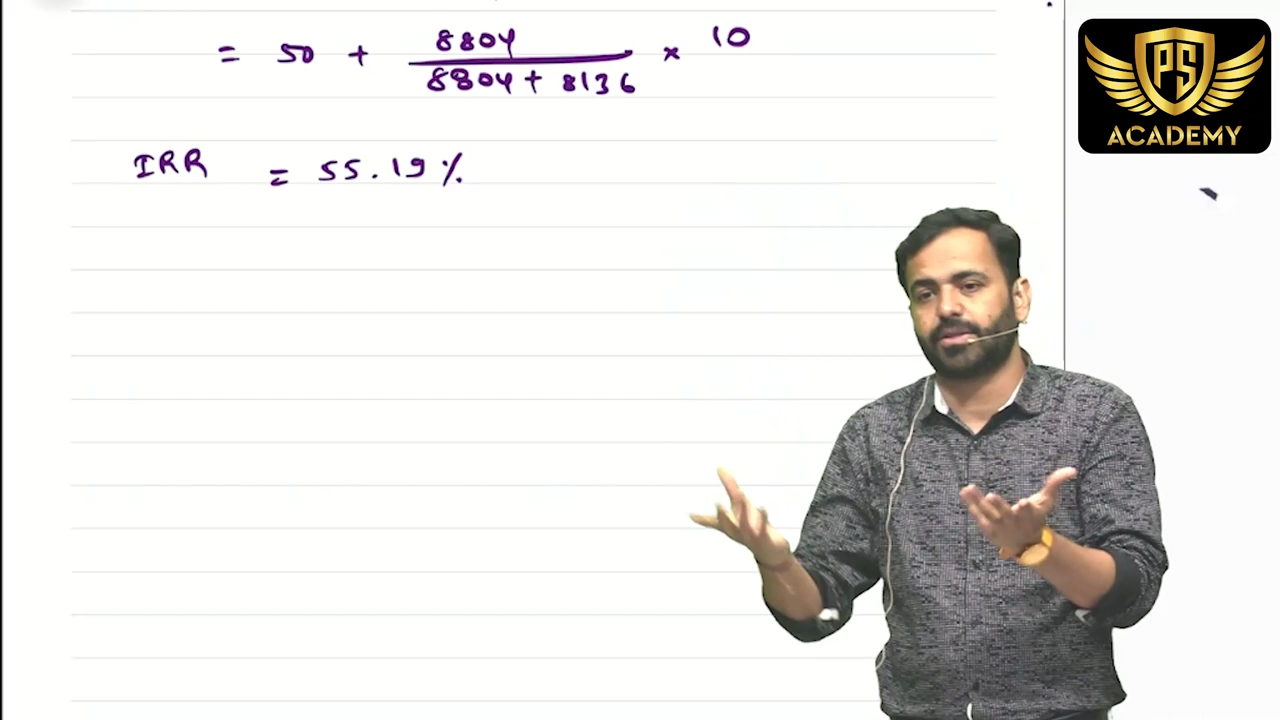 = 50 + 8804 / 8804 + 8136 × 10
IRR = 55.19%
PS
ACADEMY